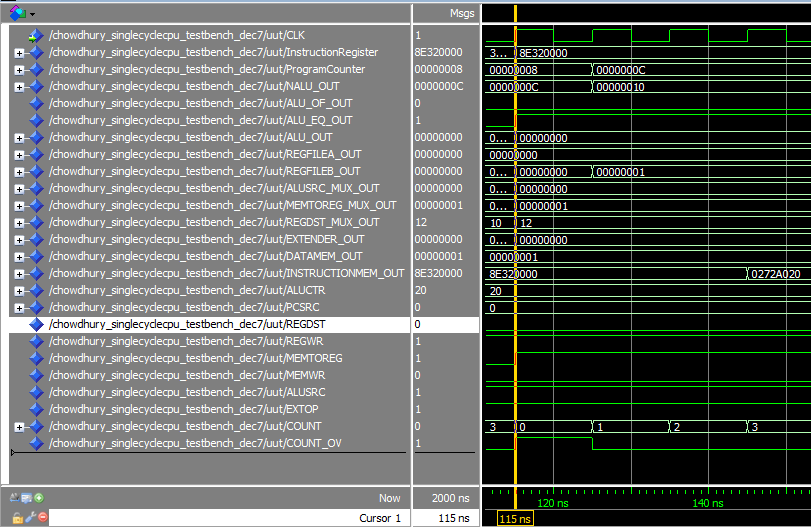 Msgs
/chowdhury_singlecyclecpu_testbench_dec7/uut/CLK 1
/chowdhury_singlecyclecpu_testbench_dec7/uut/InstructionRegister 8E320000 3... 8E320000
/chowdhury_singlecyclecpu_testbench_dec7/uut/ProgramCounter 00000008 00000008 0000000C
/chowdhury_singlecyclecpu_testbench_dec7/uut/NALU_OUT 0000000C 0000000C 00000010
/chowdhury_singlecyclecpu_testbench_dec7/uut/ALU_OF_OUT 0
/chowdhury_singlecyclecpu_testbench_dec7/uut/ALU_EQ_OUT 1
/chowdhury_singlecyclecpu_testbench_dec7/uut/ALU_OUT 00000000 0... 00000000
/chowdhury_singlecyclecpu_testbench_dec7/uut/REGFILEA_OUT 00000000 00000000
/chowdhury_singlecyclecpu_testbench_dec7/uut/REGFILEB_OUT 00000000 0... 00000000 00000001
/chowdhury_singlecyclecpu_testbench_dec7/uut/ALUSRC_MUX_OUT 00000000 0... 00000000
/chowdhury_singlecyclecpu_testbench_dec7/uut/MEMTOREG_MUX_OUT 00000001 0... 00000001
/chowdhury_singlecyclecpu_testbench_dec7/uut/REGDST_MUX_OUT 12 10 12
/chowdhury_singlecyclecpu_testbench_dec7/uut/EXTENDER_OUT 00000000 0... 00000000
/chowdhury_singlecyclecpu_testbench_dec7/uut/DATAMEM_OUT 00000001 00000001
/chowdhury_singlecyclecpu_testbench_dec7/uut/INSTRUCTIONMEM_OUT 8E320000 8E320000 0272A020
/chowdhury_singlecyclecpu_testbench_dec7/uut/ALUCTR 20 20
/chowdhury_singlecyclecpu_testbench_dec7/uut/PCSRC 0 0
/chowdhury_singlecyclecpu_testbench_dec7/uut/REGDST 0
/chowdhury_singlecyclecpu_testbench_dec7/uut/REGWR 1
/chowdhury_singlecyclecpu_testbench_dec7/uut/MEMTOREG 1
/chowdhury_singlecyclecpu_testbench_dec7/uut/MEMWR 0
/chowdhury_singlecyclecpu_testbench_dec7/uut/ALUSRC 1
/chowdhury_singlecyclecpu_testbench_dec7/uut/EXTOP 1
/chowdhury_singlecyclecpu_testbench_dec7/uut/COUNT 0 3 0 1 2 3
/chowdhury_singlecyclecpu_testbench_dec7/uut/COUNT_OV 1
Now 2000 ns 120 ns 140 ns
Cursor 1 115 ns 115 ns